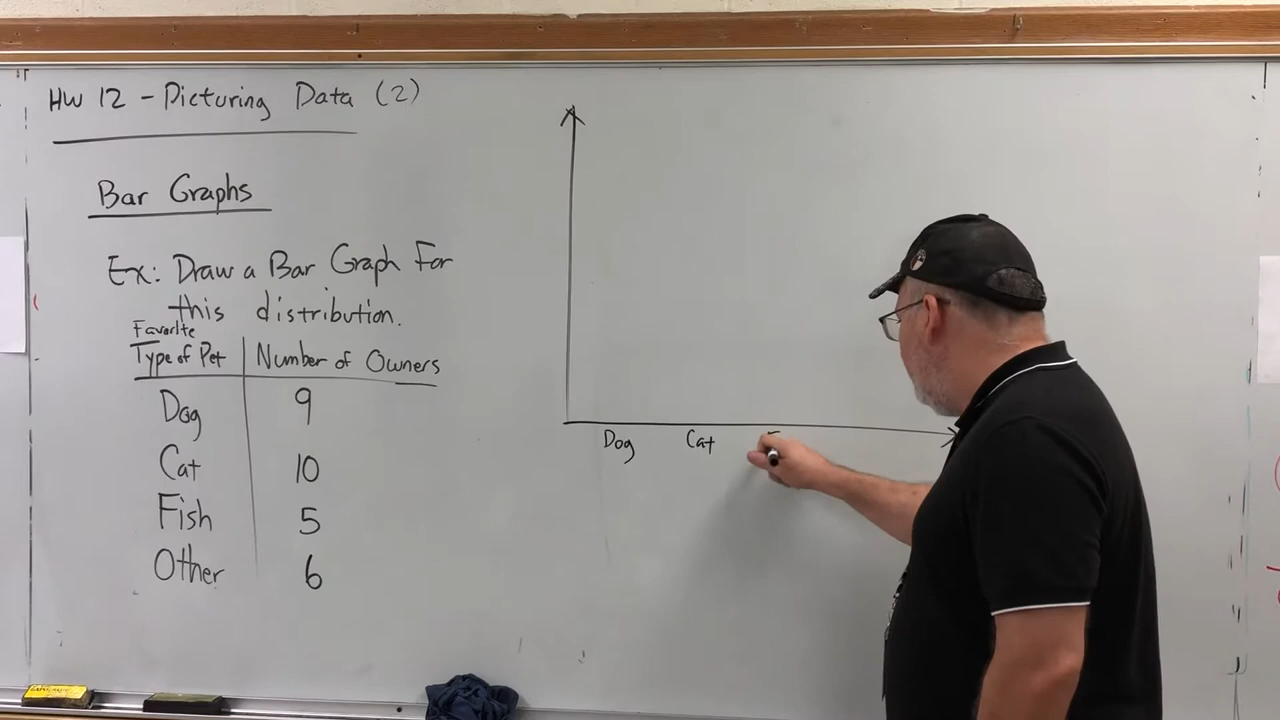 HW 12 - Picturing Data (2)
Bar Graphs
Ex: Draw a Bar Graph For
this distribution.
Favorite
Type of Pet Number of Owners
Dog 9
Cat 10
Fish 5
Other 6
Dog Cat F